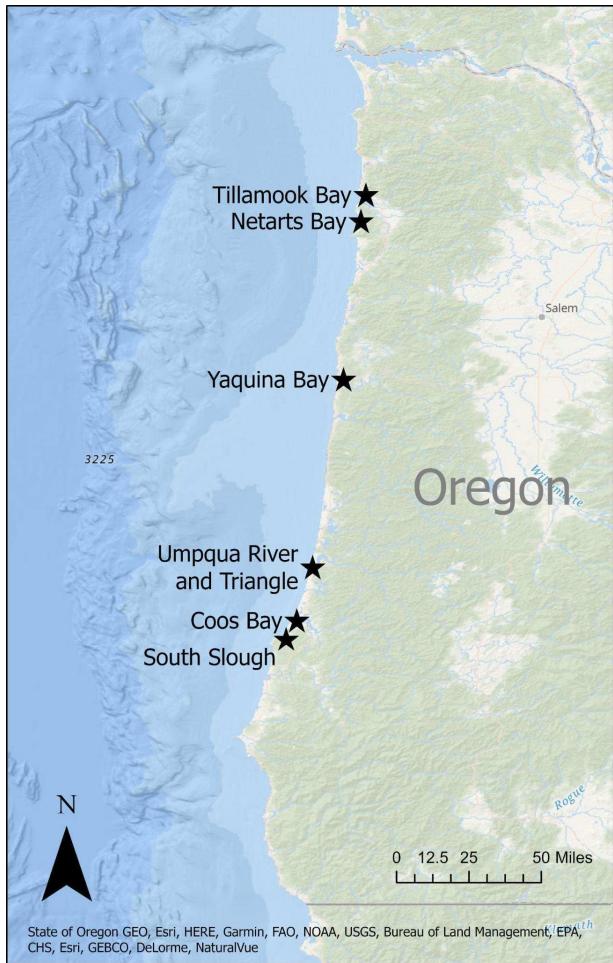 Tillamook Bay
Netarts Bay
Salem
Yaquina Bay
3225
Oregon
Willamette
Umpqua River
and Triangle
Coos Bay
South Slough
Rogue
N
0 12.5 25 50 Miles
Klamath
State of Oregon GEO, Esri, HERE, Garmin, FAO, NOAA, USGS, Bureau of Land Management, EPA,
CHS, Esri, GEBCO, DeLorme, NaturalVue